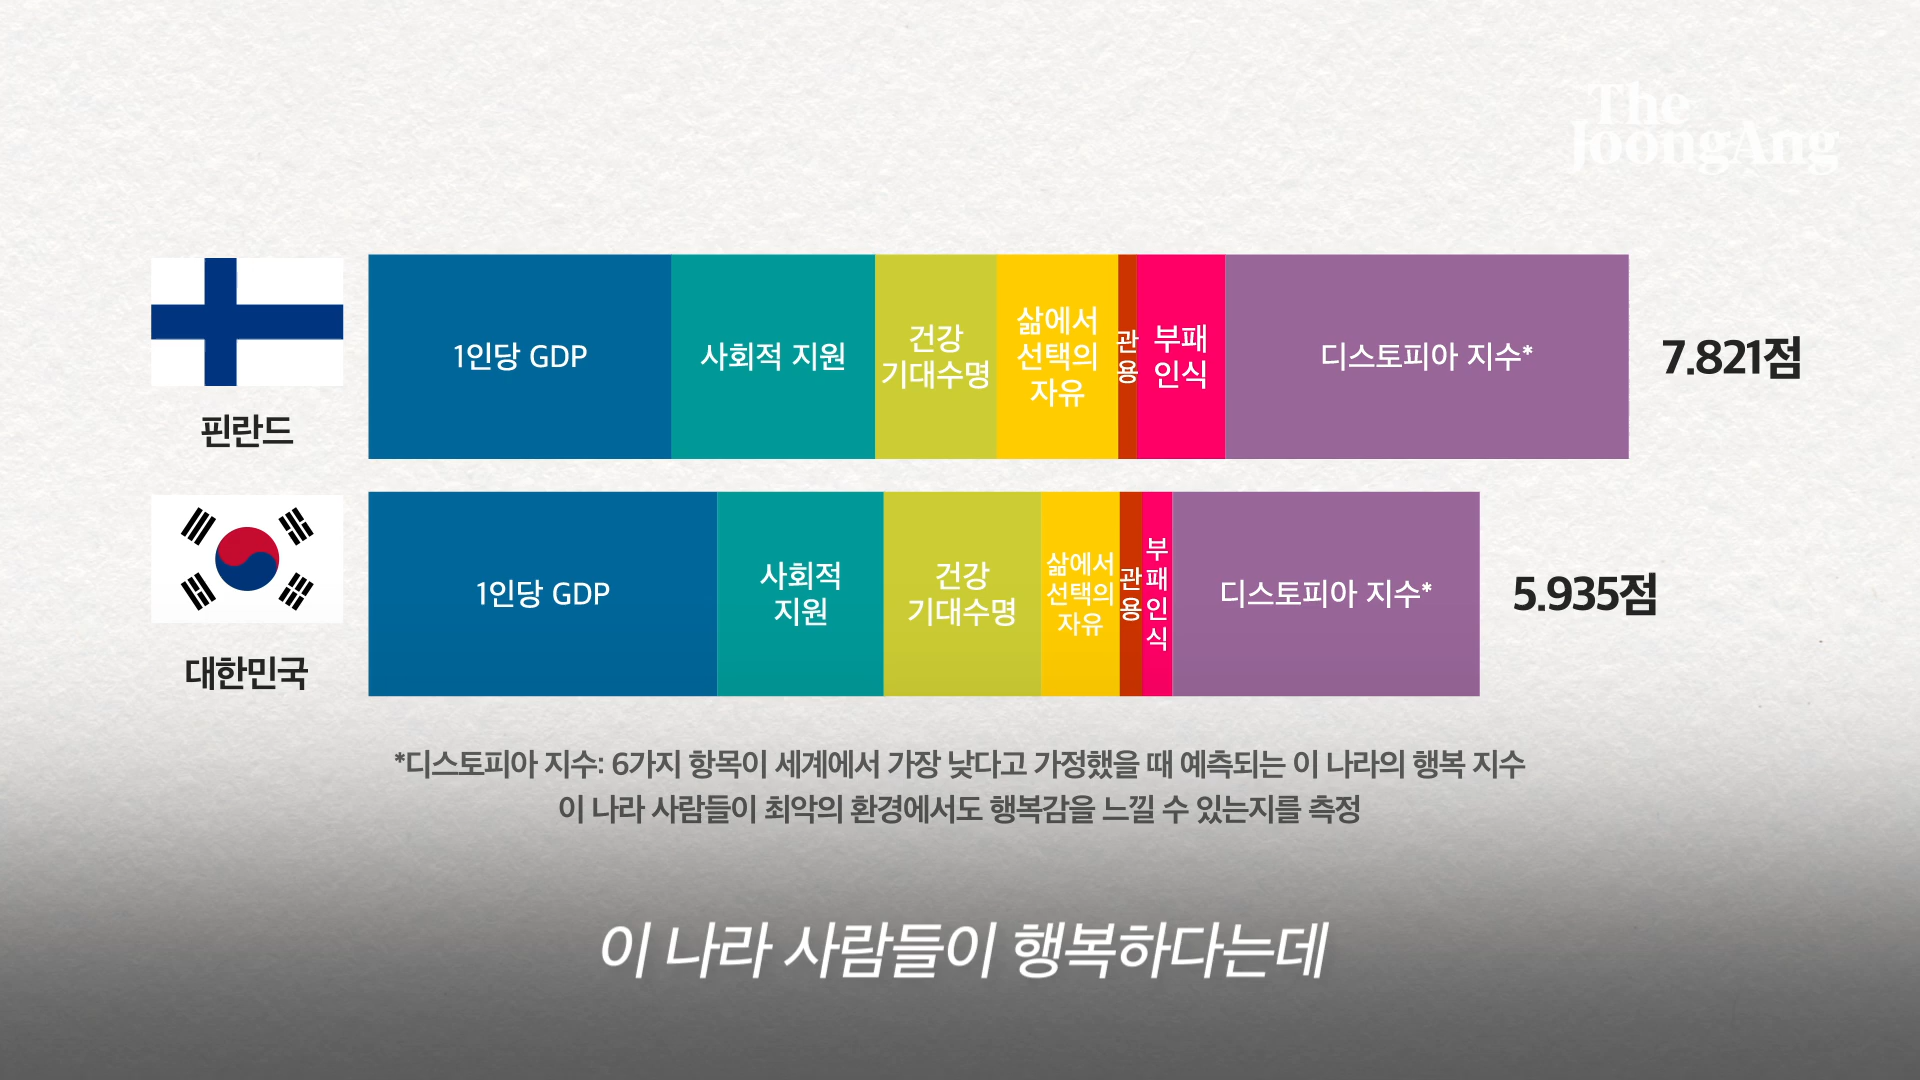 The
JoongAng
1인당 GDP
사회적 지원
건강
기대수명
삶에서
선택의
자유
관
용
부패
인식
디스토피아 지수*
7.821점
핀란드
1인당 GDP
사회적
지원
건강
기대수명
삶에서
선택의
자유
관
용
부
패
인
식
디스토피아 지수*
5.935점
대한민국
*디스토피아 지수: 6가지 항목이 세계에서 가장 낮다고 가정했을 때 예측되는 이 나라의 행복 지수
이 나라 사람들이 최악의 환경에서도 행복감을 느낄 수 있는지를 측정
이 나라 사람들이 행복하다는데